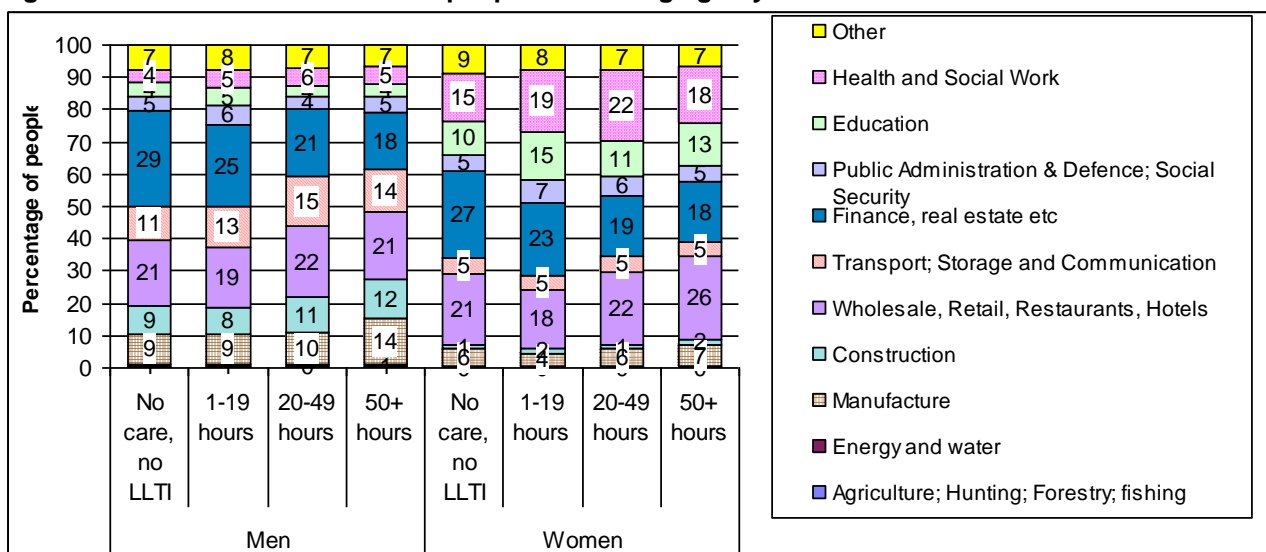 100
90
80
70
60
50
40
30
20
10
0
Percentage of people
7 8 7 7 9 8 7 7
4 5 6 5 15 19 22 18
5 10 15 11 13
5 6 4 5 5 7 6 5
29 25 21 18 27 23 19 18
11 13 15 14 5 5 5 5
21 19 22 21 21 18 22 26
9 8 11 12 1 2 1 2
9 9 10 14 6 4 6 7
No care, no LLTI
1-19 hours
20-49 hours
50+ hours
No care, no LLTI
1-19 hours
20-49 hours
50+ hours
Men
Women
Other
Health and Social Work
Education
Public Administration & Defence; Social
Security
Finance, real estate etc
Transport; Storage and Communication
Wholesale, Retail, Restaurants, Hotels
Construction
Manufacture
Energy and water
Agriculture; Hunting; Forestry; fishing